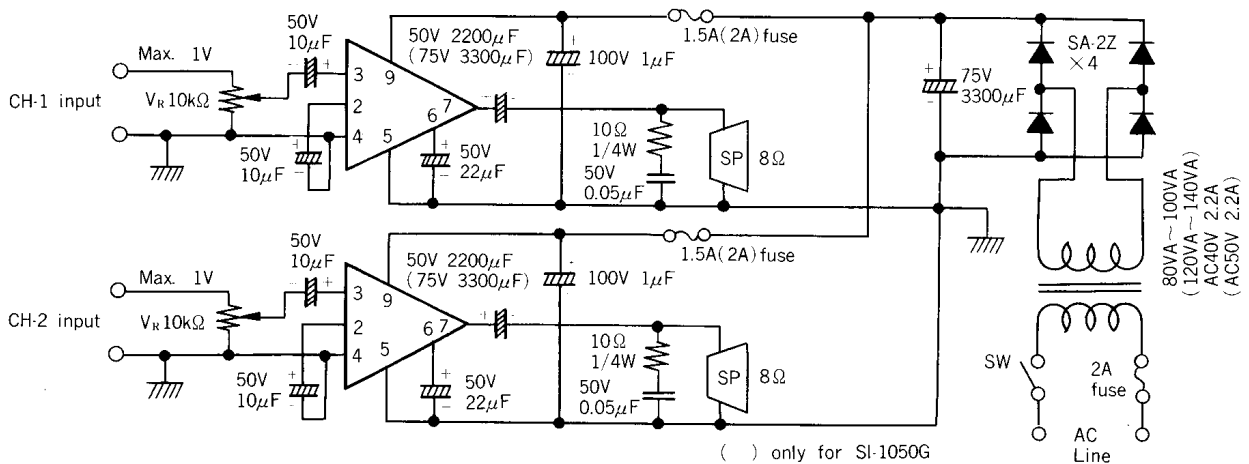 50V
10μF
Max. 1V
CH-1 input
VR10kΩ
3
2
4
9
6
7
5
50V
10μF
50V 2200μF
(75V 3300μF)
100V 1μF
1.5A(2A) fuse
50V
22μF
10Ω
1/4W
50V
0.05μF
SP
8Ω
75V
3300μF
SA-2Z
×4
50V
10μF
Max. 1V
CH-2 input
VR10kΩ
3
2
4
9
6
7
5
50V
10μF
50V 2200μF
(75V 3300μF)
100V 1μF
1.5A(2A) fuse
50V
22μF
10Ω
1/4W
50V
0.05μF
SP
8Ω
80VA~100VA
(120VA~140VA)
AC40V 2.2A
(AC50V 2.2A)
SW
2A
fuse
AC
Line
( ) only for SI-1050G